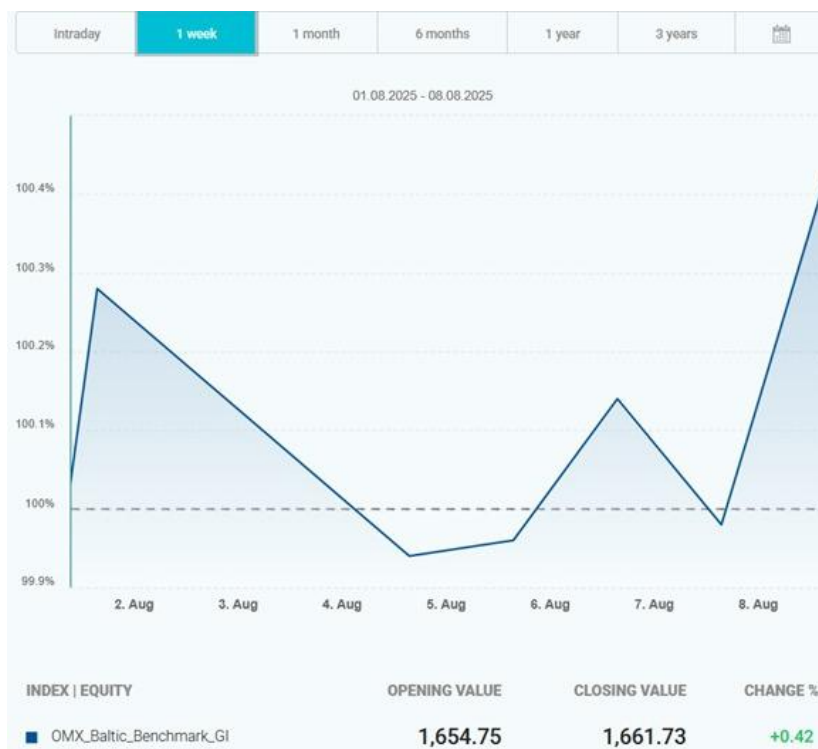 Intraday 1 week 1 month 6 months 1 year 3 years
01.08.2025 - 08.08.2025
100.4%
100.3%
100.2%
100.1%
100%
99.9%
2. Aug 3. Aug 4. Aug 5. Aug 6. Aug 7. Aug 8. Aug
INDEX | EQUITY OPENING VALUE CLOSING VALUE CHANGE %
OMX_Baltic_Benchmark_GI 1,654.75 1,661.73 +0.42